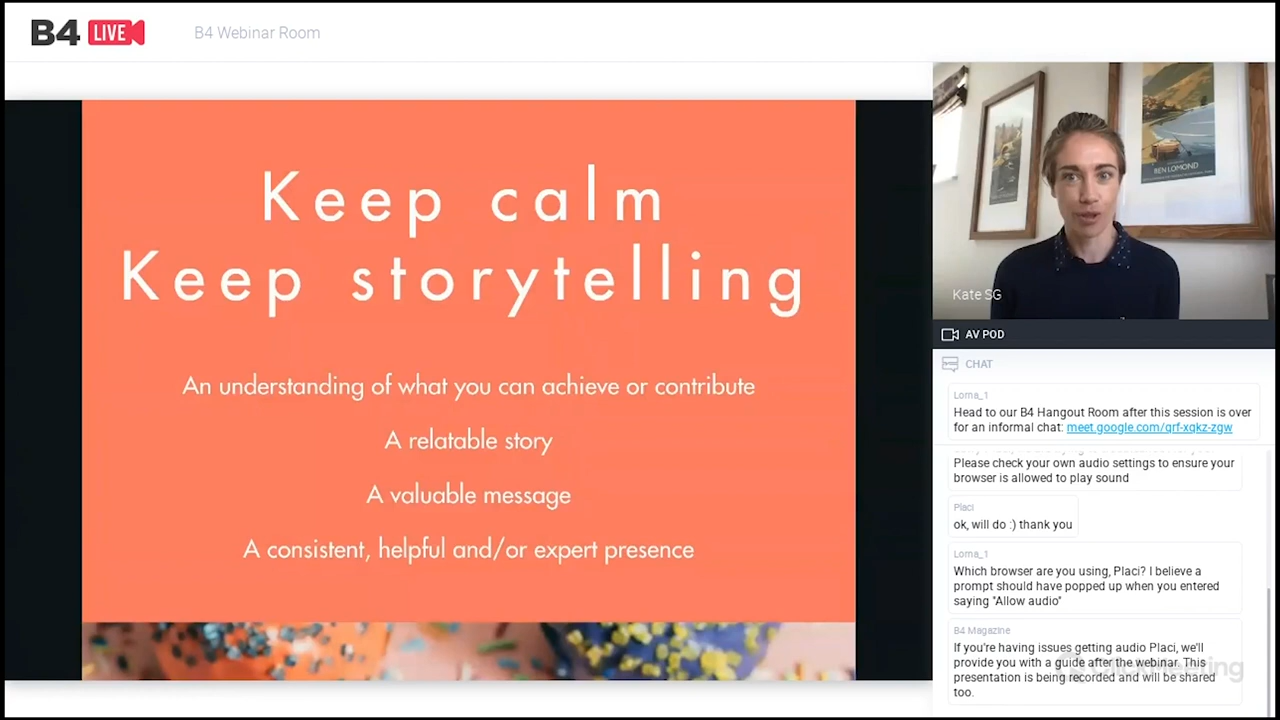 B4 LIVE
B4 Webinar Room
Keep calm
Keep storytelling
An understanding of what you can achieve or contribute
A relatable story
A valuable message
A consistent, helpful and/or expert presence
BEN LOMOND
Kate SG
AV POD
CHAT
Lorna_1
Head to our B4 Hangout Room after this session is over
for an informal chat: meet.google.com/qrf-xqkz-zgw
Please check your own audio settings to ensure your
browser is allowed to play sound
Placi
ok, will do :) thank you
Lorna_1
Which browser are you using, Placi? I believe a
prompt should have popped up when you entered
saying "Allow audio"
B4 Magazine
If you're having issues getting audio Placi, we'll
provide you with a guide after the webinar. This
presentation is being recorded and will be shared
too.